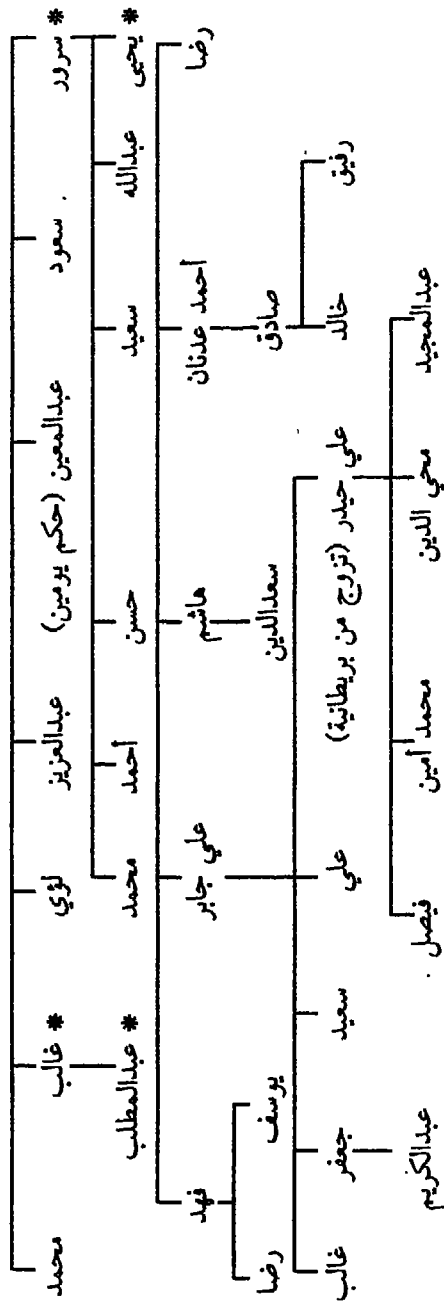 سرور * سعود عبدالمعين (حكم يومين) عبدالعزيز لؤي غالب * محمد
يحيى * عبدالله سعيد حسن أحمد محمد عبدالمطلب *
رضا أحمد عدنان هاشم علي جابر فهد
صادق سعدالدين يوسف رضا
رفيق خالد علي حيدر (تزوج من بريطانية) علي سعيد جعفر غالب
عبدالمجيد محي الدين محمد أمين فيصل عبدالكريم